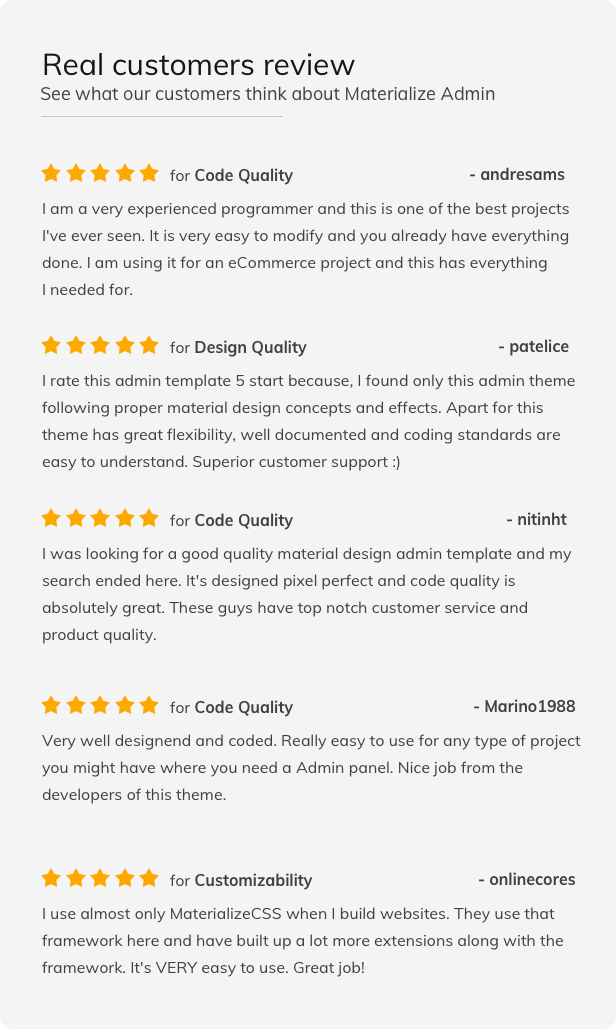 Real customers review
See what our customers think about Materialize Admin
for Code Quality - andresams
I am a very experienced programmer and this is one of the best projects
I've ever seen. It is very easy to modify and you already have everything
done. I am using it for an eCommerce project and this has everything
I needed for.
for Design Quality - patelice
I rate this admin template 5 start because, I found only this admin theme
following proper material design concepts and effects. Apart for this
theme has great flexibility, well documented and coding standards are
easy to understand. Superior customer support :)
for Code Quality - nitinht
I was looking for a good quality material design admin template and my
search ended here. It's designed pixel perfect and code quality is
absolutely great. These guys have top notch customer service and
product quality.
for Code Quality - Marino1988
Very well designend and coded. Really easy to use for any type of project
you might have where you need a Admin panel. Nice job from the
developers of this theme.
for Customizability - onlinecores
I use almost only MaterializeCSS when I build websites. They use that
framework here and have built up a lot more extensions along with the
framework. It's VERY easy to use. Great job!